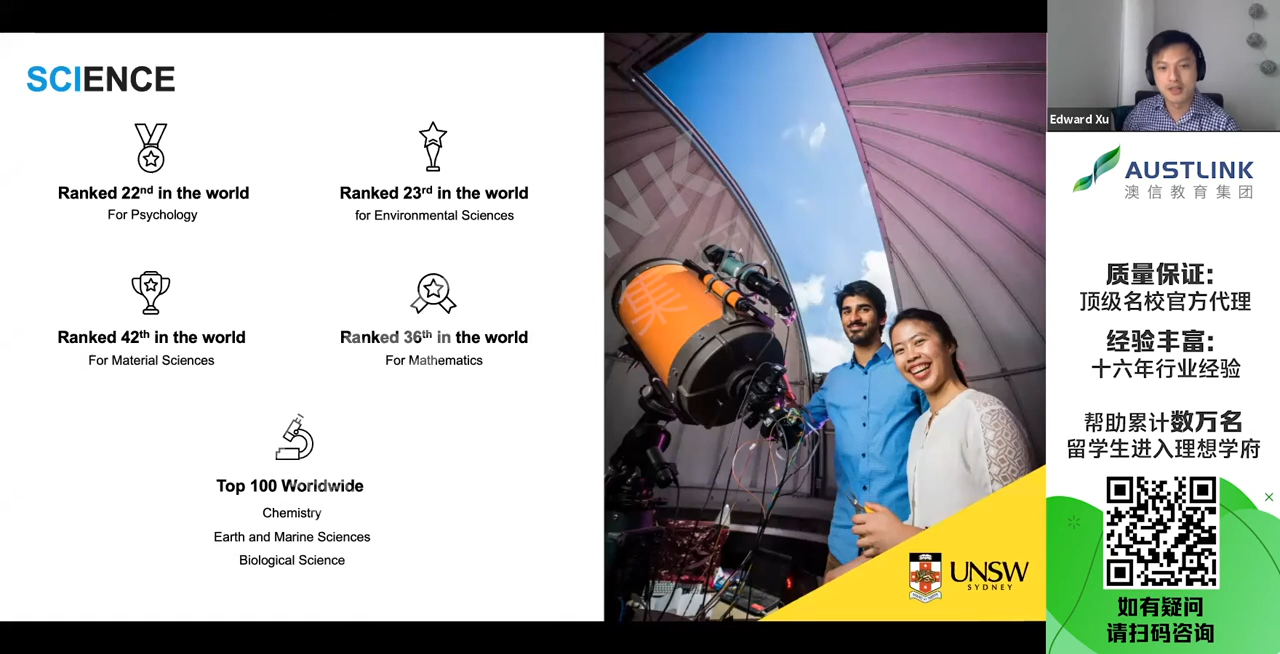 SCIENCE
Ranked 22nd in the world
For Psychology
Ranked 23rd in the world
for Environmental Sciences
Ranked 42th in the world
For Material Sciences
Ranked 36th in the world
For Mathematics
Top 100 Worldwide
Chemistry
Earth and Marine Sciences
Biological Science
NK
集团
UNSW
SYDNEY
Edward Xu
AUSTLINK
澳信教育集团
质量保证:
顶级名校官方代理
经验丰富:
十六年行业经验
帮助累计数万名
留学生进入理想学府
如有疑问
请扫码咨询